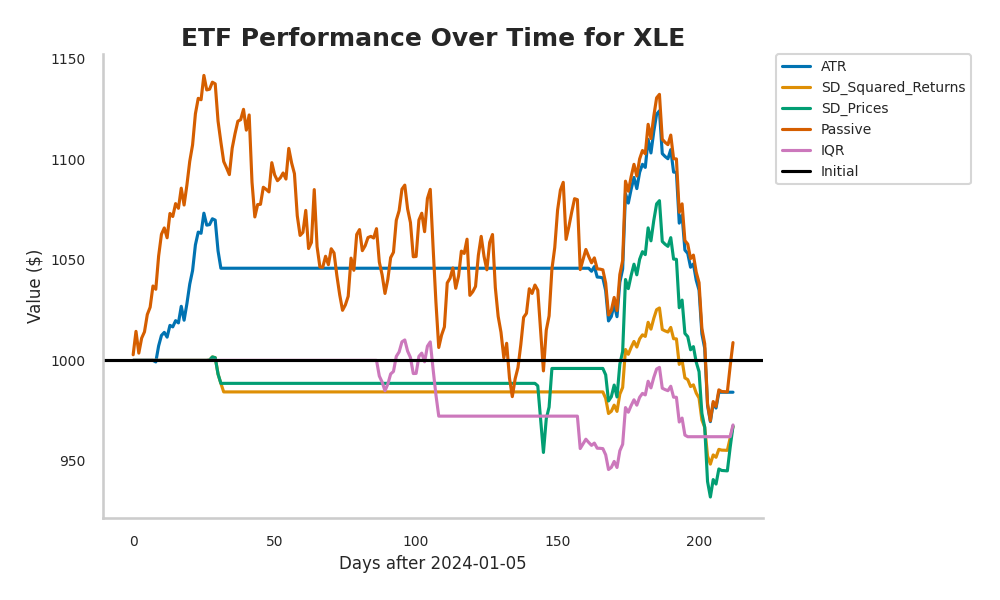 ETF Performance Over Time for XLE
1150
1100
1050
1000
950
Value ($)
0 50 100 150 200
Days after 2024-01-05
ATR
SD_Squared_Returns
SD_Prices
Passive
IQR
Initial